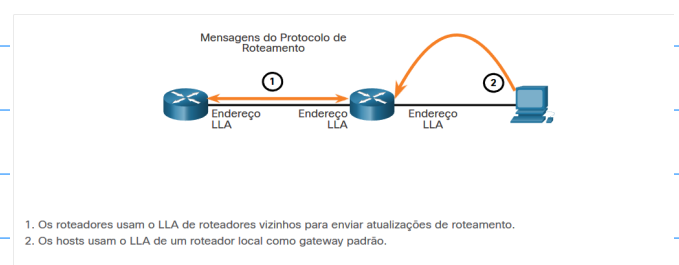 Mensagens do Protocolo de
Roteamento
1
2
Endereço
LLA
Endereço
LLA
Endereço
LLA
1. Os roteadores usam o LLA de roteadores vizinhos para enviar atualizações de roteamento.
2. Os hosts usam o LLA de um roteador local como gateway padrão.